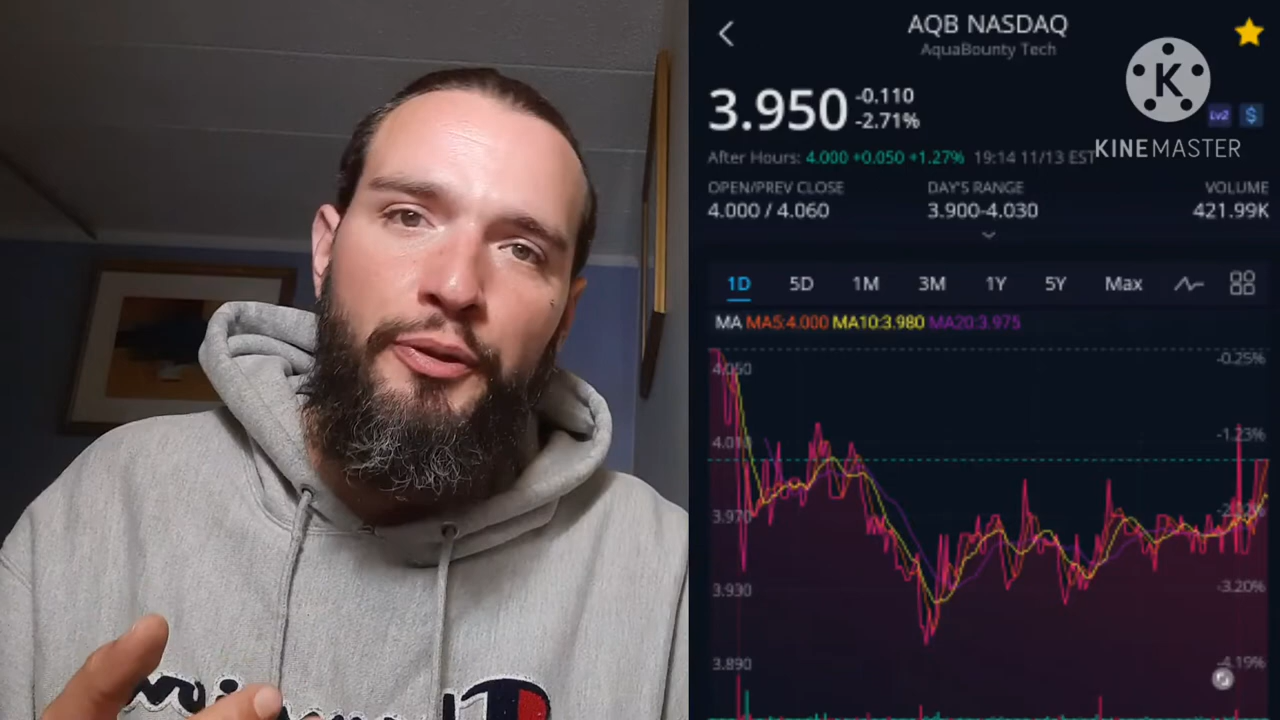 AQB NASDAQ
AquaBounty Tech
3.950
-0.110
-2.71%
Lv2 $
K
KINEMASTER
After Hours: 4.000 +0.050 +1.27% 19:14 11/13 EST
OPEN/PREV CLOSE DAY'S RANGE VOLUME
4.000 / 4.060 3.900-4.030 421.99K
1D 5D 1M 3M 1Y 5Y Max
MA MA5:4.000 MA10:3.980 MA20:3.975
4.050 -0.25%
-1.23%
3.970
3.930 -3.20%
3.890 -4.19%
Champion